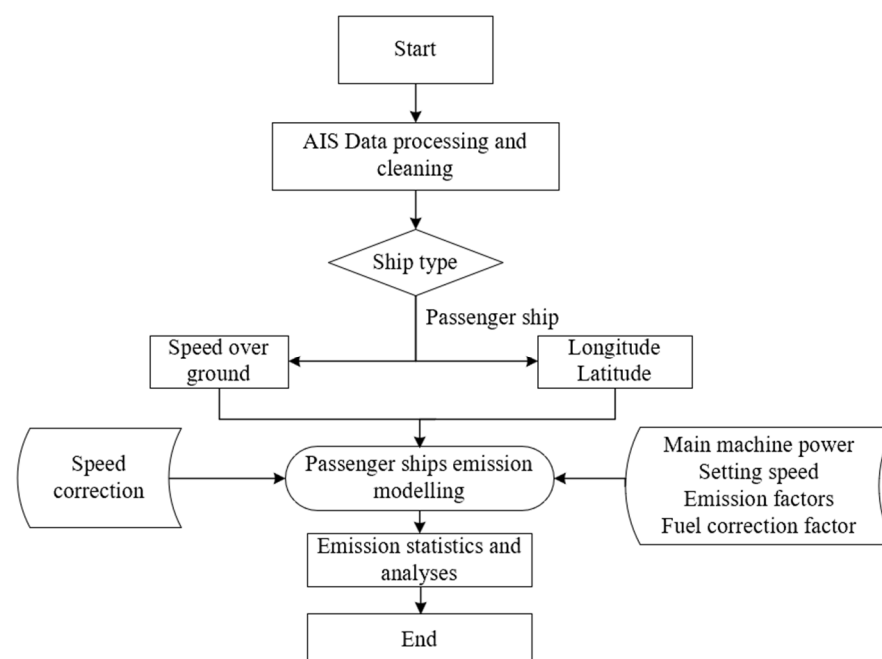 Start
AIS Data processing and
cleaning
Ship type
Passenger ship
Speed over
ground
Longitude
Latitude
Speed
correction
Passenger ships emission
modelling
Main machine power
Setting speed
Emission factors
Fuel correction factor
Emission statistics and
analyses
End